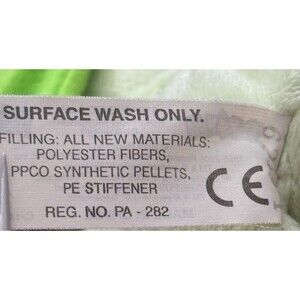 SURFACE WASH ONLY.
FILLING: ALL NEW MATERIALS:
POLYESTER FIBERS,
PPCO SYNTHETIC PELLETS,
PE STIFFENER
CE
REG. NO. PA - 282